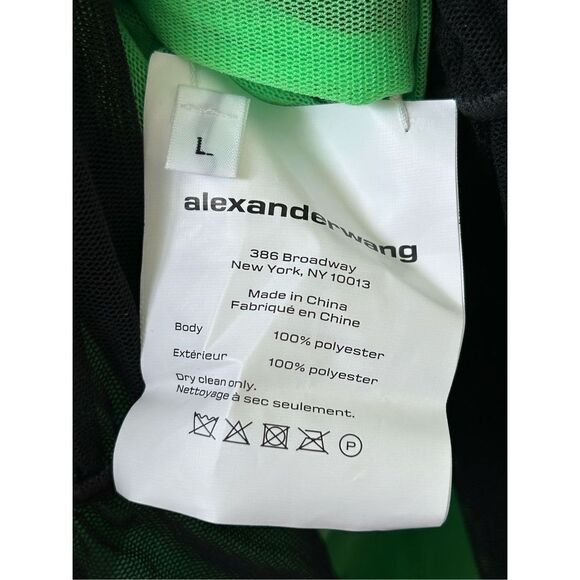 L
alexanderwang
386 Broadway
New York, NY 10013
Made in China
Fabriqué en Chine
Body 100% polyester
Extérieur 100% polyester
Dry clean only.
Nettoyage à sec seulement.
P